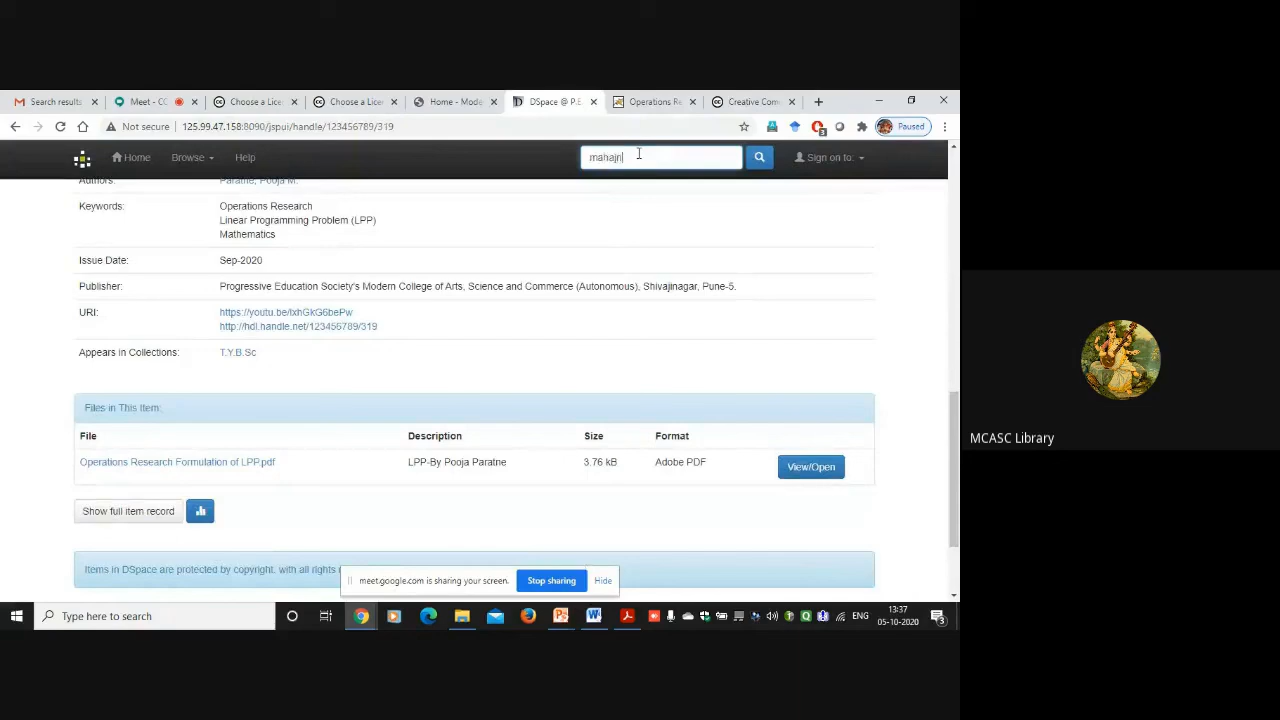 Search results
Meet - CC
Choose a Lice
Choose a Lice
Home - Mode
DSpace @ P.E
Operations Re
Creative Com
Not secure
125.99.47.158:8090/jspui/handle/123456789/319
Paused
Home
Browse
Help
mahajn
Sign on to:
Authors:
Paratne, Pooja M.
Keywords:
Operations Research
Linear Programming Problem (LPP)
Mathematics
Issue Date:
Sep-2020
Publisher:
Progressive Education Society's Modern College of Arts, Science and Commerce (Autonomous), Shivajinagar, Pune-5.
URI:
https://youtu.be/lxhGkG6bePw
http://hdl.handle.net/123456789/319
Appears in Collections:
T.Y.B.Sc
Files in This Item:
File
Description
Size
Format
Operations Research Formulation of LPP.pdf
LPP-By Pooja Paratne
3.76 kB
Adobe PDF
View/Open
Show full item record
Items in DSpace are protected by copyright, with all rights
meet.google.com is sharing your screen.
Stop sharing
Hide
Type here to search
ENG
13:37
05-10-2020
3
MCASC Library